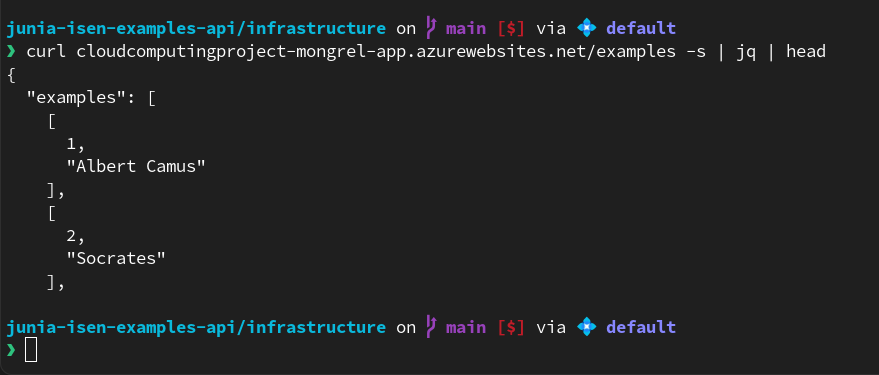 junia-isen-examples-api/infrastructure on main [$] via default
❯ curl cloudcomputingproject-mongrel-app.azurewebsites.net/examples -s | jq | head
{
  "examples": [
    [
      1,
      "Albert Camus"
    ],
    [
      2,
      "Socrates"
    ],
junia-isen-examples-api/infrastructure on main [$] via default
❯